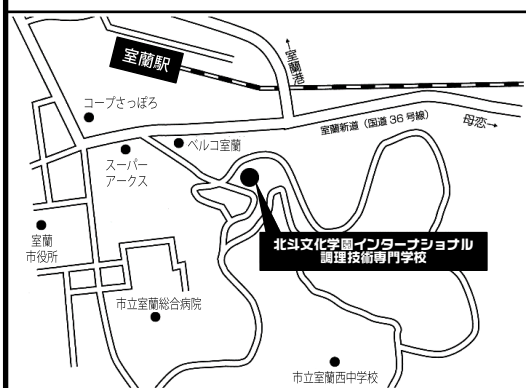 室蘭駅
←室蘭港
コープさっぽろ
室蘭新道（国道36号線）
母恋→
ベルコ室蘭
スーパー
アークス
北斗文化学園インターナショナル
調理技術専門学校
室蘭
市役所
市立室蘭総合病院
市立室蘭西中学校